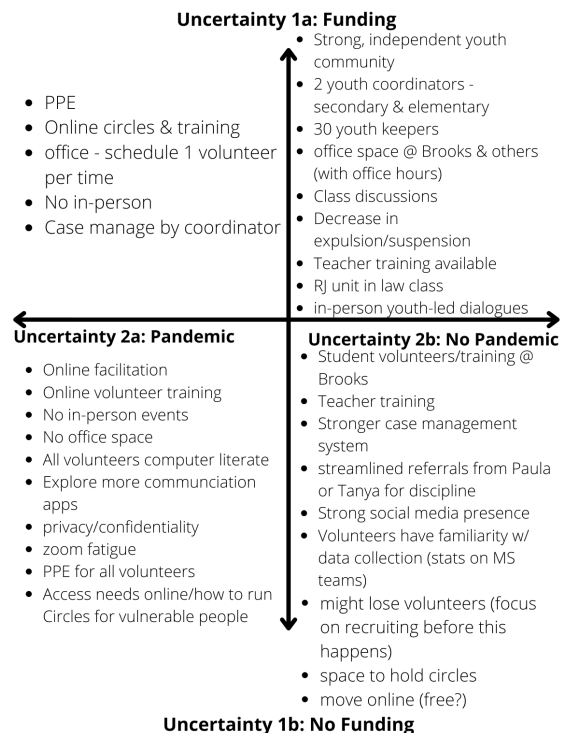 Uncertainty 1a: Funding
• PPE
• Online circles & training
• office - schedule 1 volunteer
per time
• No in-person
• Case manage by coordinator
• Strong, independent youth
community
• 2 youth coordinators -
secondary & elementary
• 30 youth keepers
• office space @ Brooks & others
(with office hours)
• Class discussions
• Decrease in
expulsion/suspension
• Teacher training available
• RJ unit in law class
• in-person youth-led dialogues
Uncertainty 2a: Pandemic
• Online facilitation
• Online volunteer training
• No in-person events
• No office space
• All volunteers computer literate
• Explore more communciation
apps
• privacy/confidentiality
• zoom fatigue
• PPE for all volunteers
• Access needs online/how to run
Circles for vulnerable people
Uncertainty 2b: No Pandemic
• Student volunteers/training @
Brooks
• Teacher training
• Stronger case management
system
• streamlined referrals from Paula
or Tanya for discipline
• Strong social media presence
• Volunteers have familiarity w/
data collection (stats on MS
teams)
• might lose volunteers (focus
on recruiting before this
happens)
• space to hold circles
• move online (free?)
Uncertainty 1b: No Funding